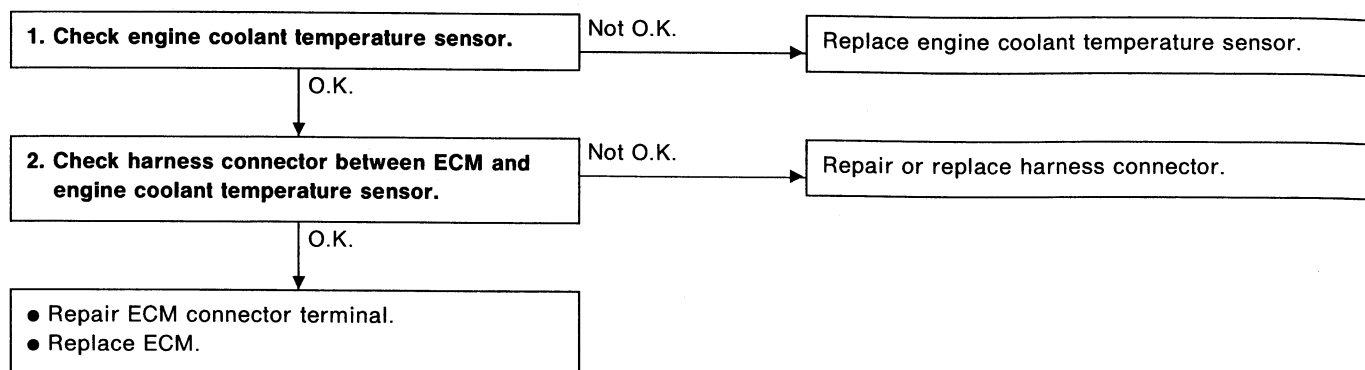 1. Check engine coolant temperature sensor.
Not O.K.
Replace engine coolant temperature sensor.
O.K.
2. Check harness connector between ECM and
engine coolant temperature sensor.
Not O.K.
Repair or replace harness connector.
O.K.
● Repair ECM connector terminal.
● Replace ECM.